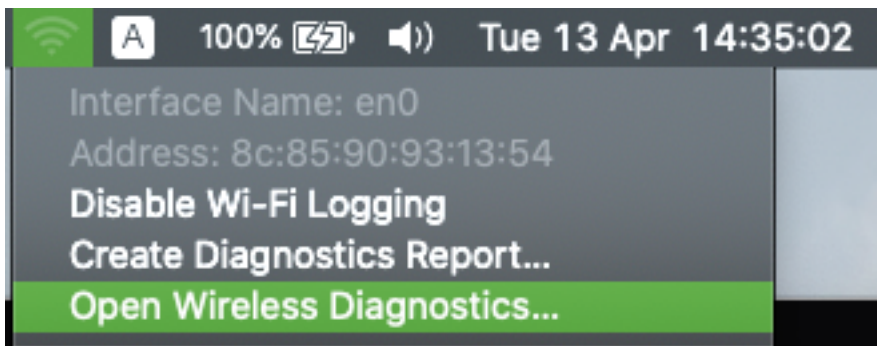 A 100% Tue 13 Apr 14:35:02
Interface Name: en0
Address: 8c:85:90:93:13:54
Disable Wi-Fi Logging
Create Diagnostics Report...
Open Wireless Diagnostics...